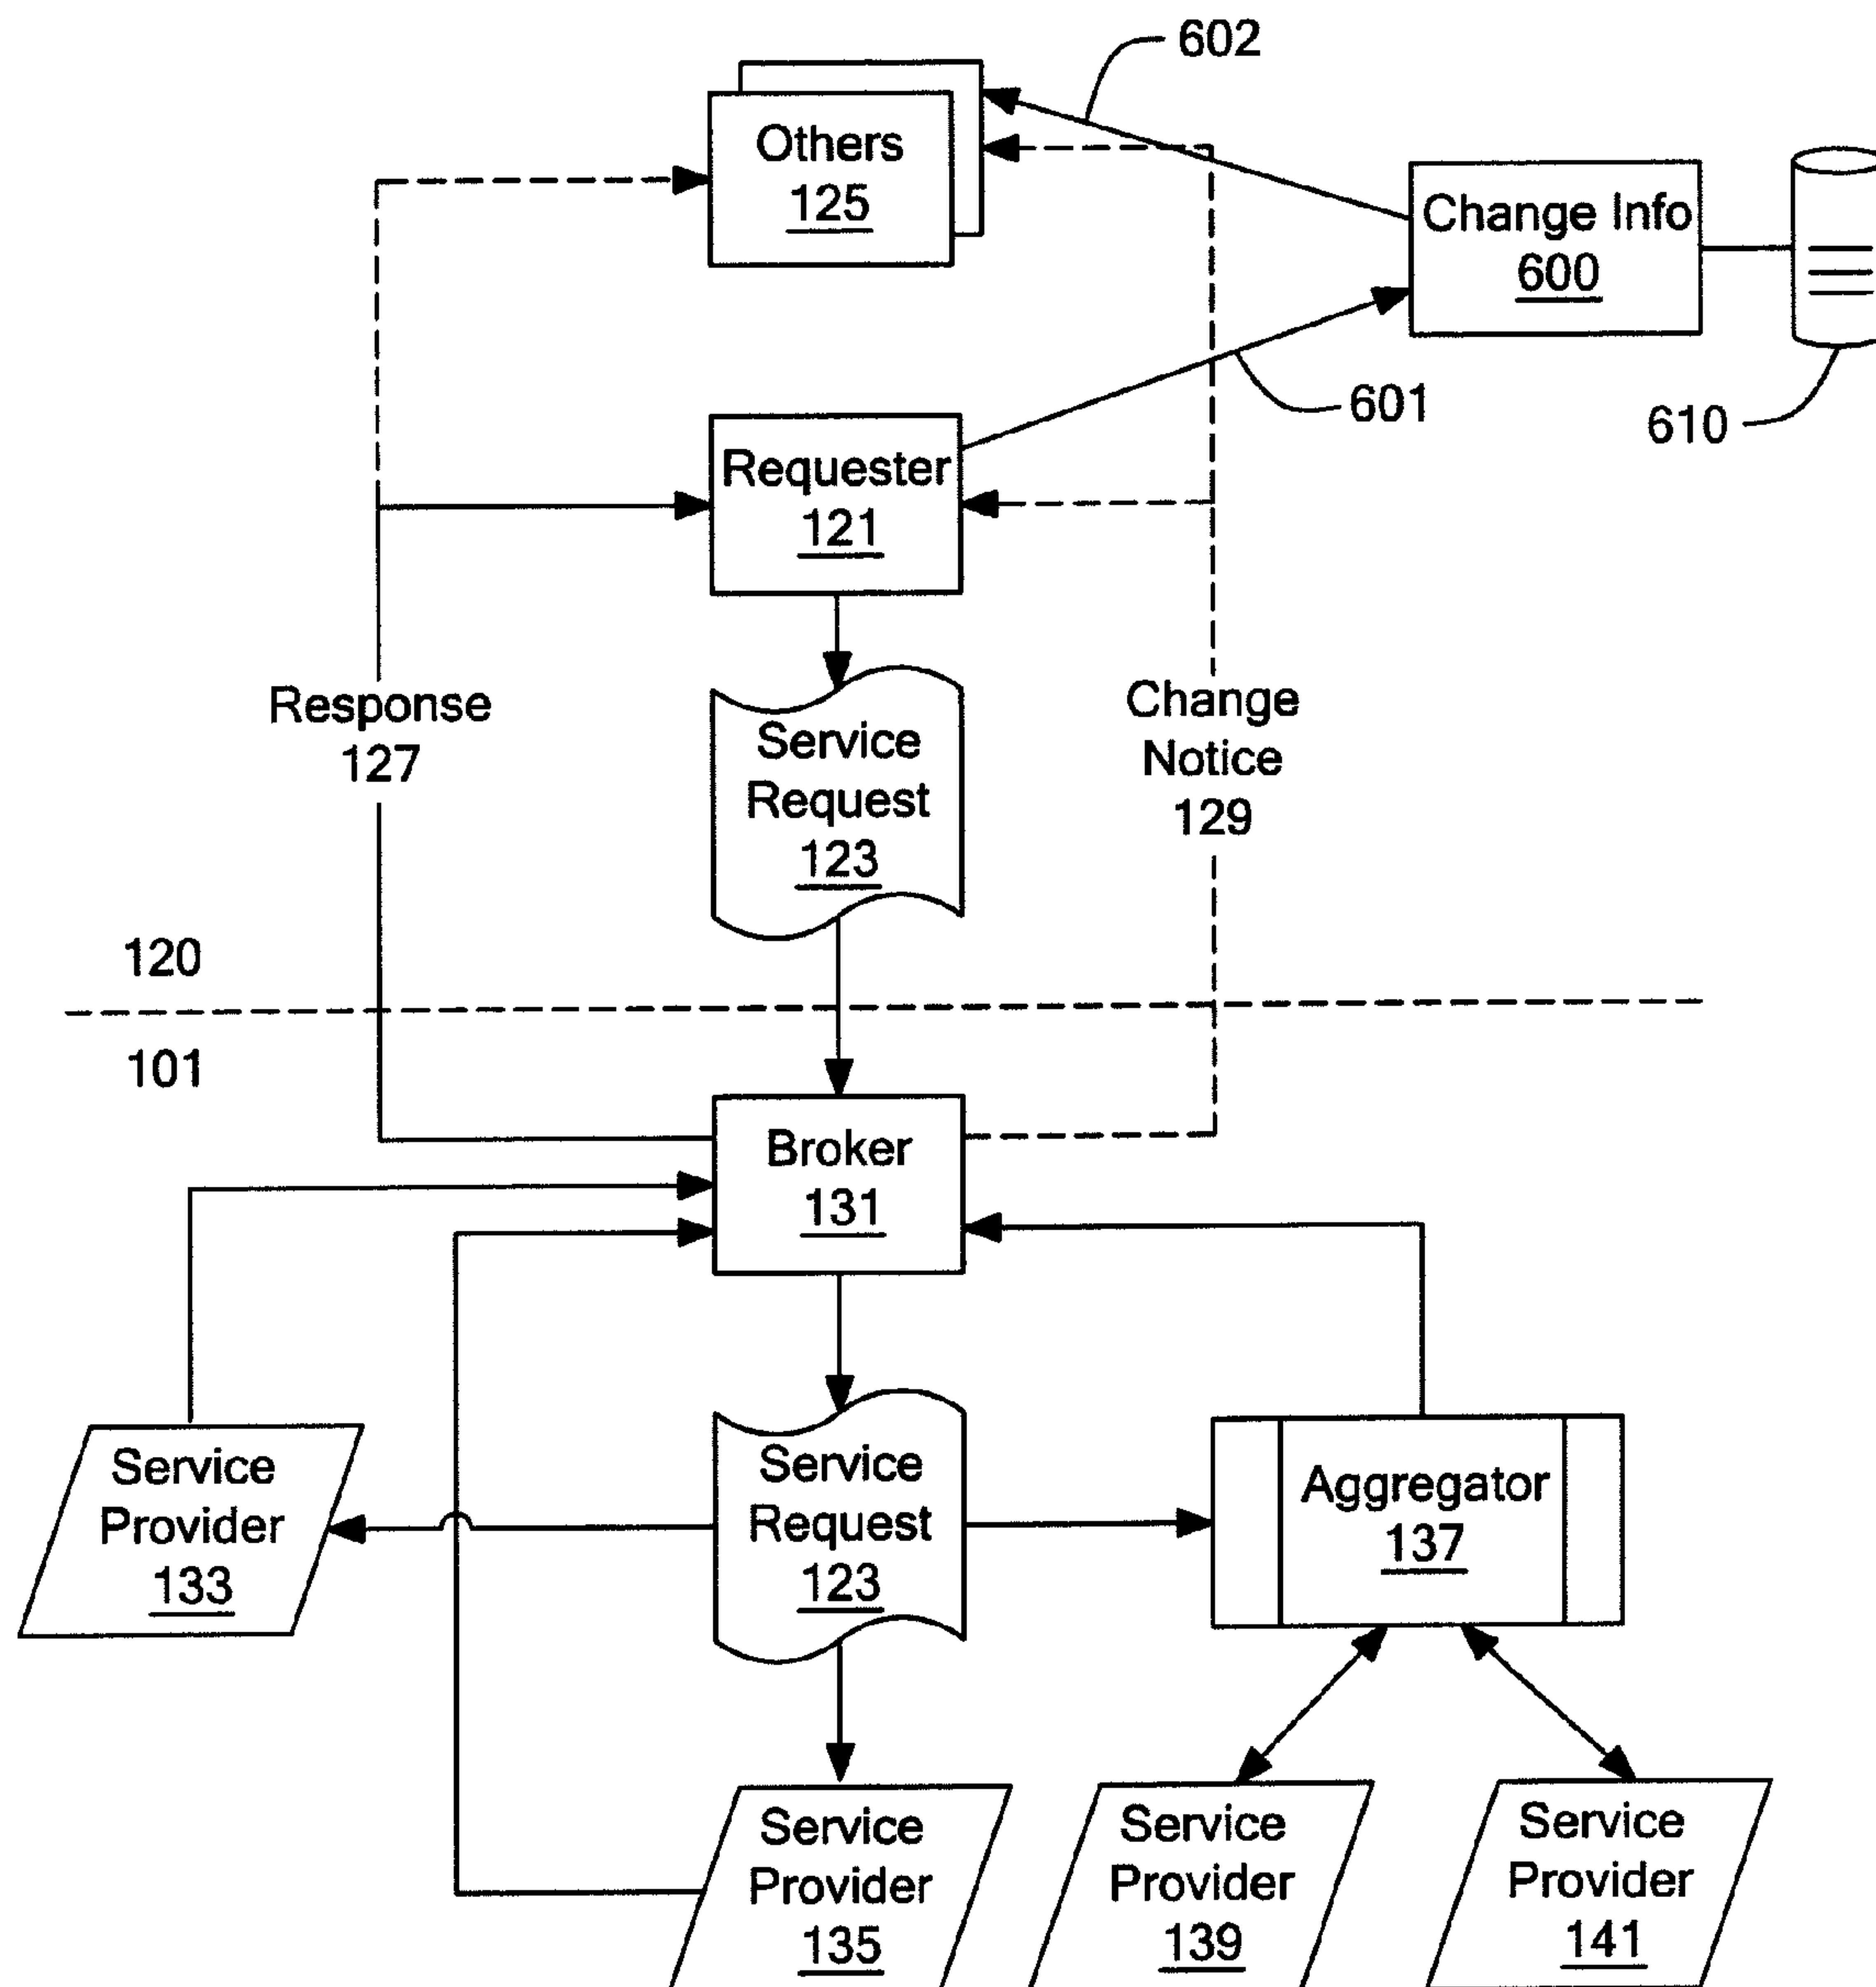 602
Others
125
Change Info
600
601
610
Requester
121
Response
127
Service
Request
123
Change
Notice
129
120
101
Broker
131
Service
Provider
133
Service
Request
123
Aggregator
137
Service
Provider
135
Service
Provider
139
Service
Provider
141